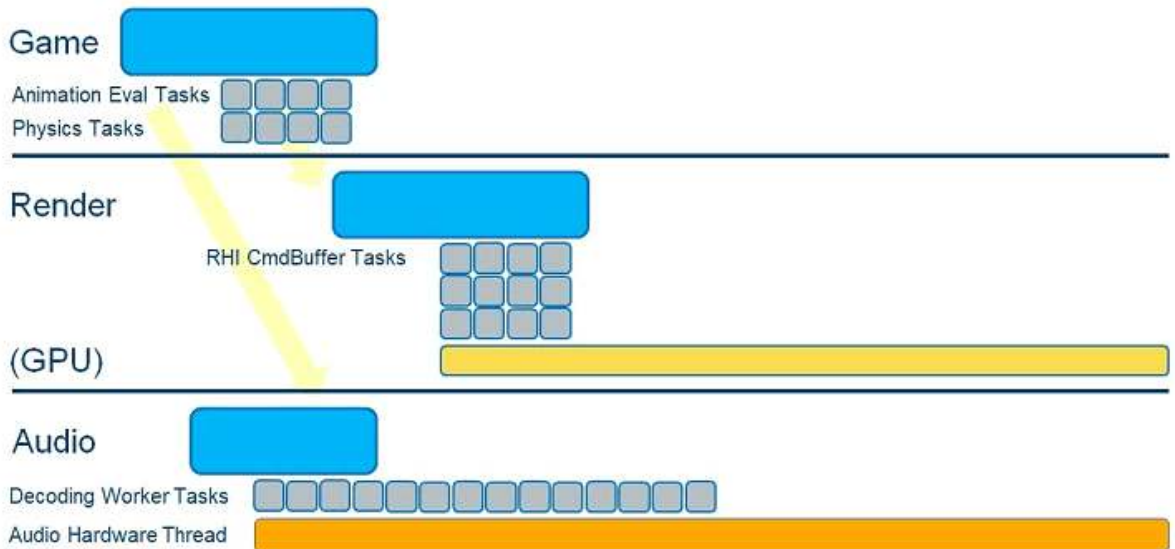 Game
Animation Eval Tasks
Physics Tasks
Render
RHI CmdBuffer Tasks
(GPU)
Audio
Decoding Worker Tasks
Audio Hardware Thread